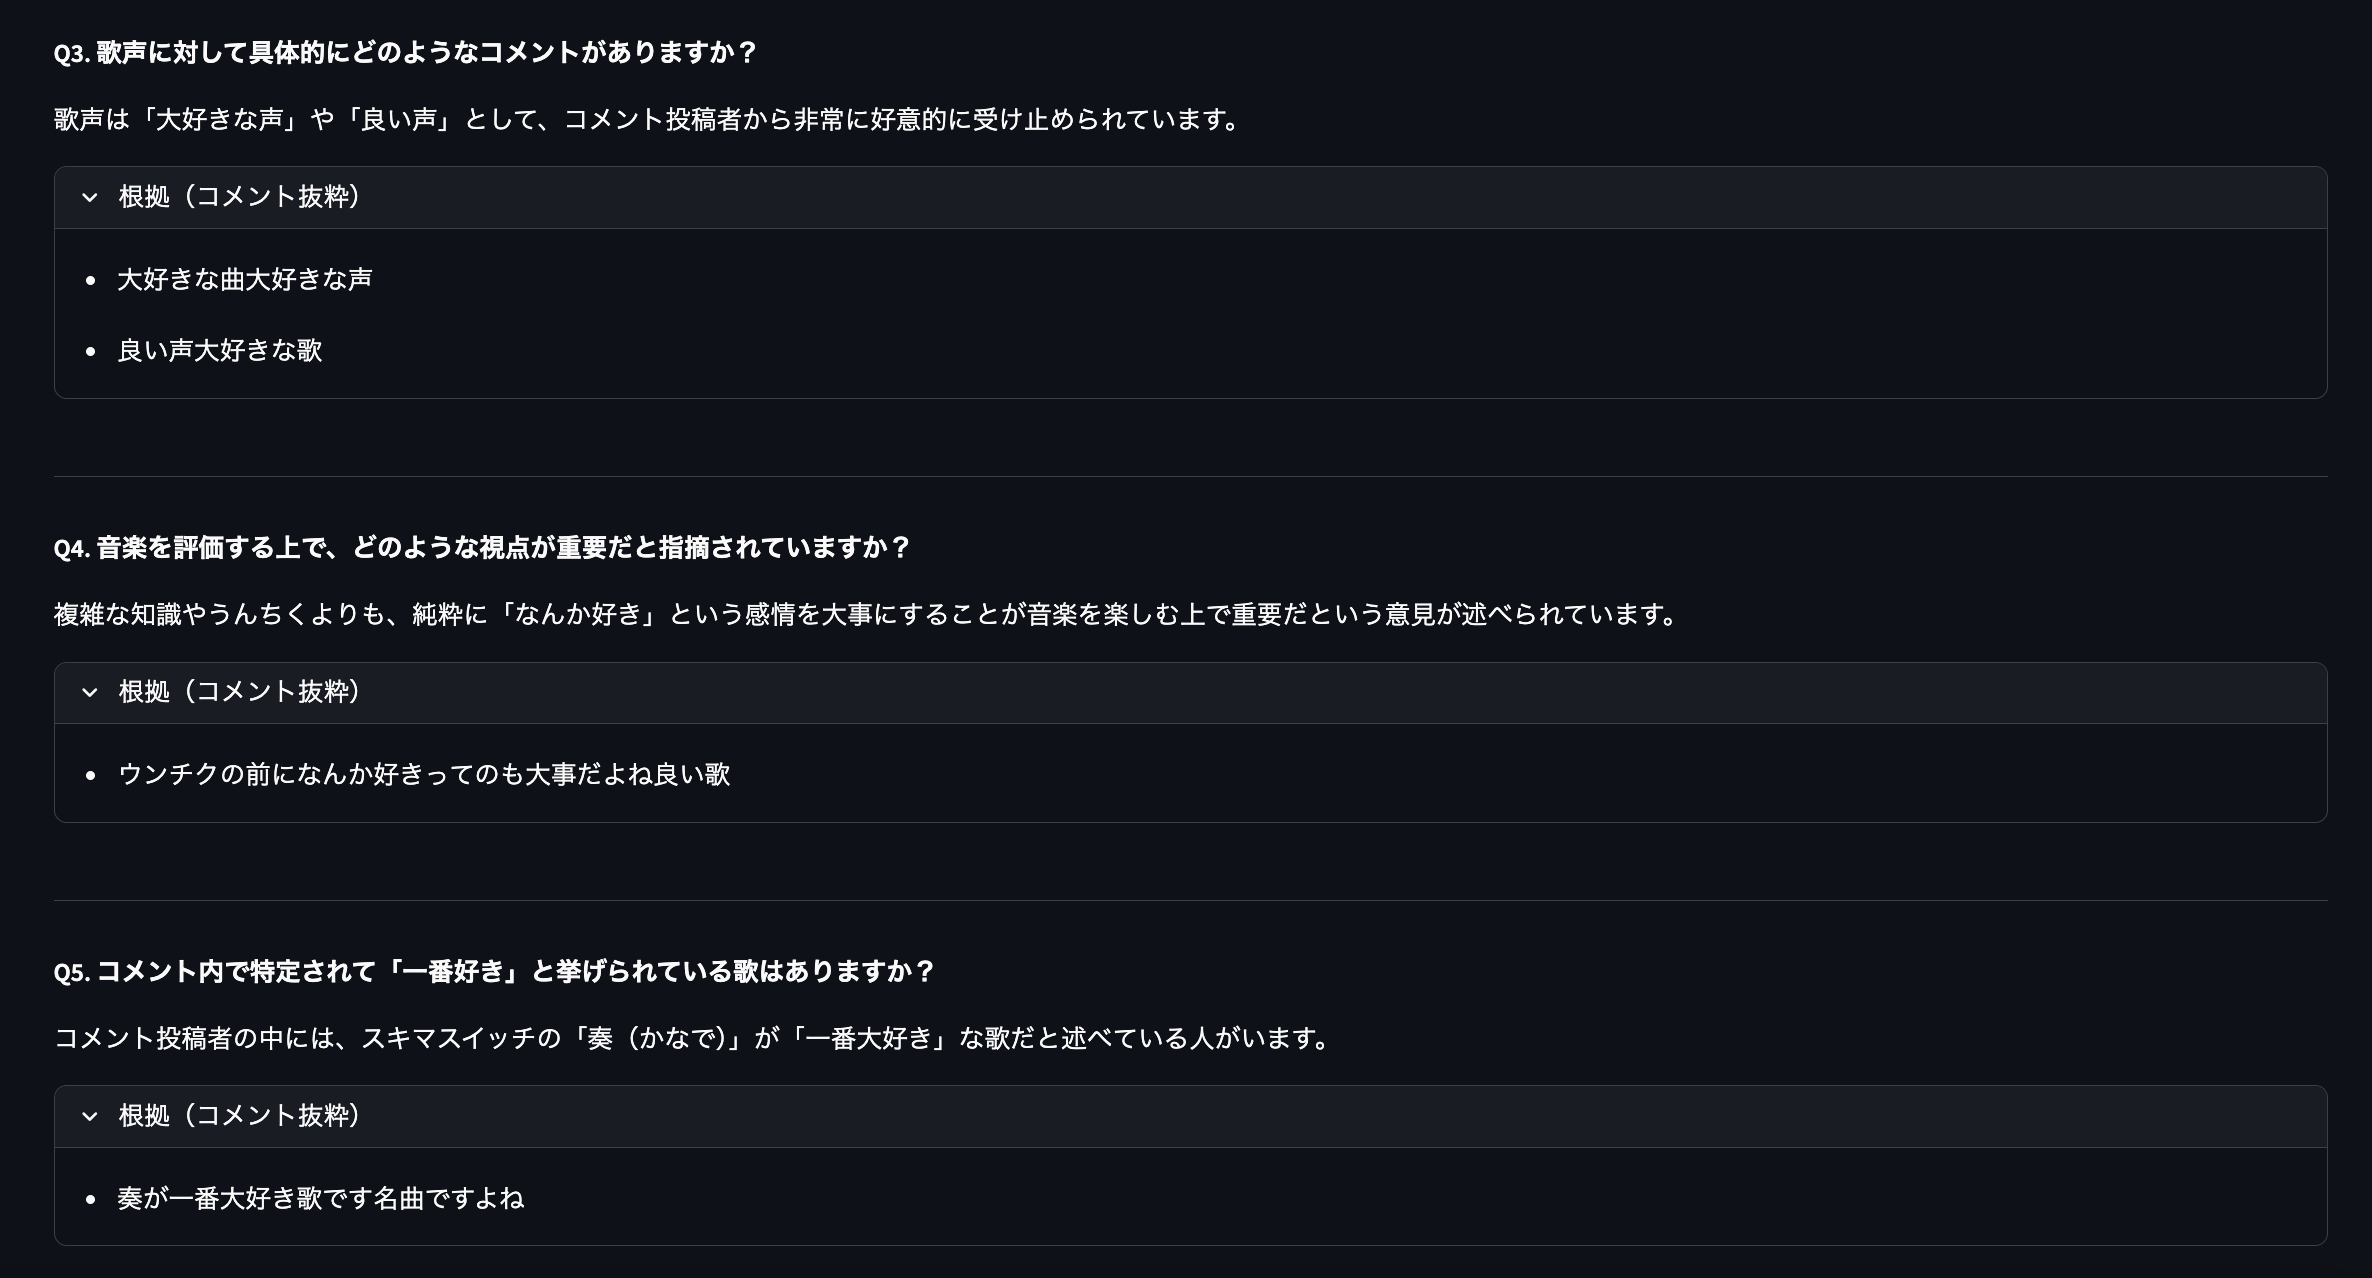 Q3. 歌声に対して具体的にどのようなコメントがありますか？
歌声は「大好きな声」や「良い声」として、コメント投稿者から非常に好意的に受け止められています。
根拠（コメント抜粋）
大好きな曲大好きな声
良い声大好きな歌
Q4. 音楽を評価する上で、どのような視点が重要だと指摘されていますか？
複雑な知識やうんちくよりも、純粋に「なんか好き」という感情を大事にすることが音楽を楽しむ上で重要だという意見が述べられています。
根拠（コメント抜粋）
ウンチクの前になんか好きってのも大事だよね良い歌
Q5. コメント内で特定されて「一番好き」と挙げられている歌はありますか？
コメント投稿者の中には、スキマスイッチの「奏（かなで）」が「一番大好き」な歌だと述べている人がいます。
根拠（コメント抜粋）
奏が一番大好き歌です名曲ですよね